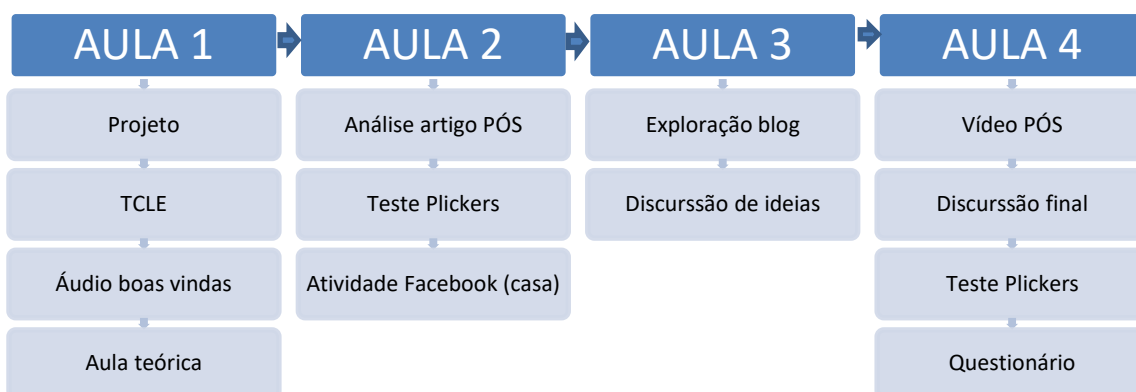 AULA 1
Projeto
TCLE
Áudio boas vindas
Aula teórica
AULA 2
Análise artigo PÓS
Teste Plickers
Atividade Facebook (casa)
AULA 3
Exploração blog
Discurssão de ideias
AULA 4
Vídeo PÓS
Discurssão final
Teste Plickers
Questionário